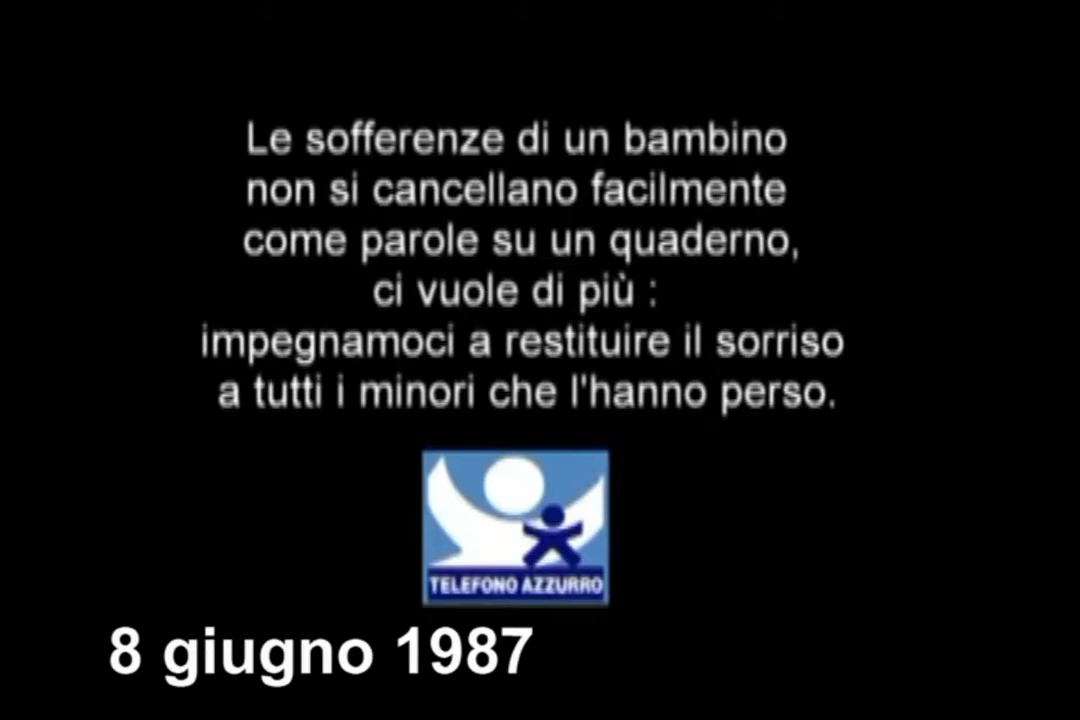 Le sofferenze di un bambino
non si cancellano facilmente
come parole su un quaderno,
ci vuole di più :
impegnamoci a restituire il sorriso
a tutti i minori che l'hanno perso.
TELEFONO AZZURRO
8 giugno 1987